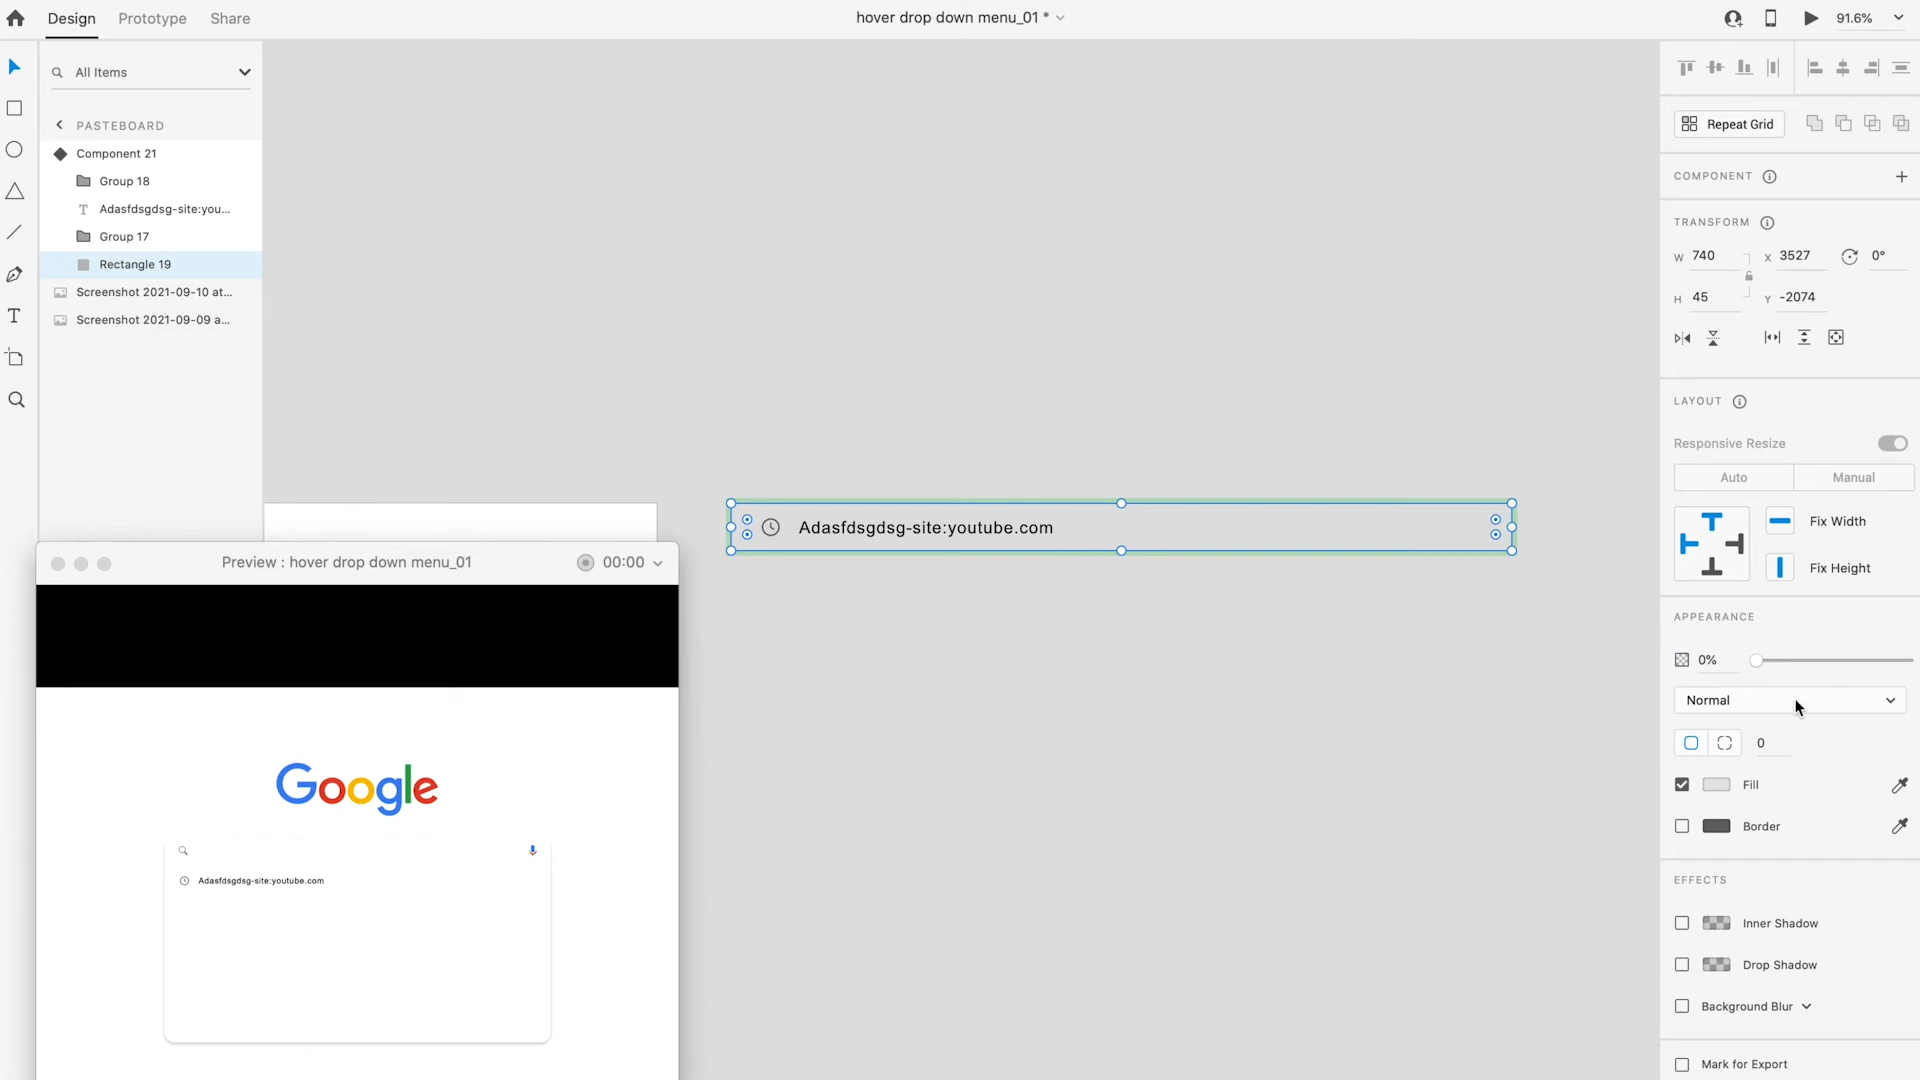 Design
Prototype
Share
hover drop down menu_01 *
91.6%
All Items
PASTEBOARD
Component 21
Group 18
Adasfdsgdsg-site:you...
Group 17
Rectangle 19
Screenshot 2021-09-10 at...
Screenshot 2021-09-09 a...
Adasfdsgdsg-site:youtube.com
Preview : hover drop down menu_01
00:00
Google
Adasfdsgdsg-site:youtube.com
Repeat Grid
COMPONENT
TRANSFORM
W 740
X 3527
0°
H 45
Y -2074
LAYOUT
Responsive Resize
Auto
Manual
Fix Width
Fix Height
APPEARANCE
0%
Normal
0
Fill
Border
EFFECTS
Inner Shadow
Drop Shadow
Background Blur
Mark for Export